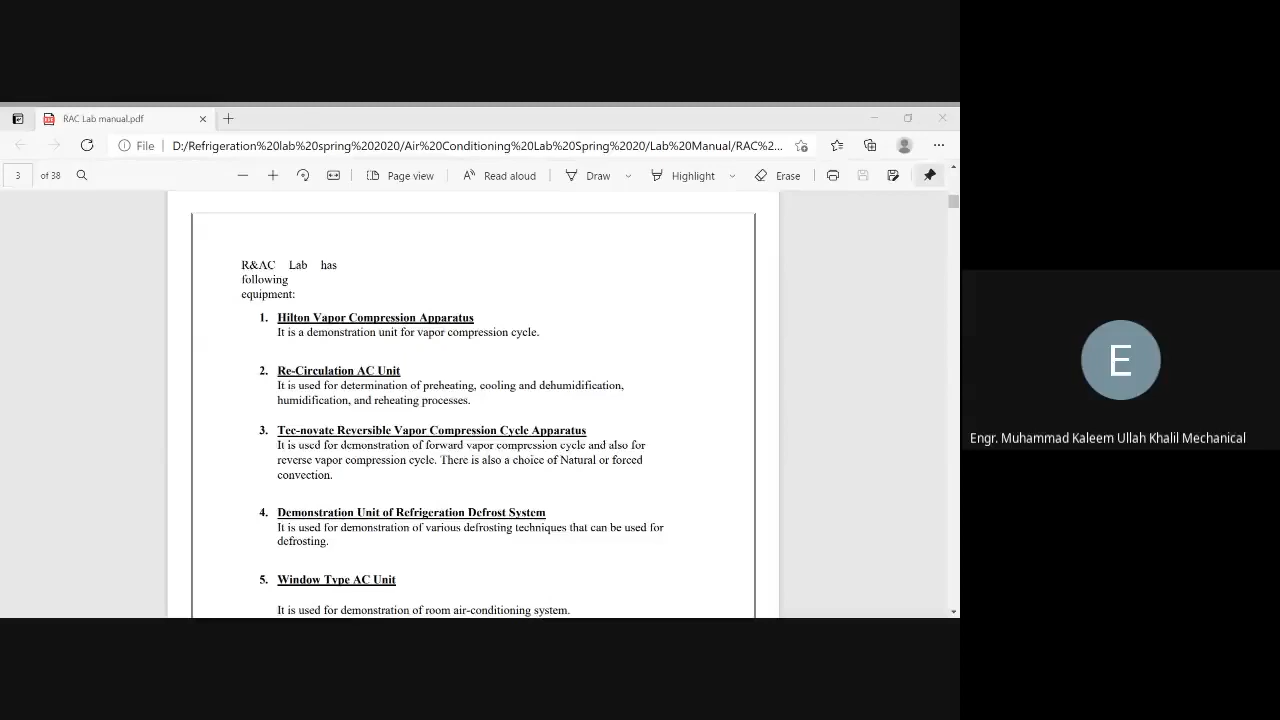 RAC Lab manual.pdf
File D:/Refrigeration%20lab%20spring%202020/Air%20Conditioning%20Lab%20Spring%2020/Lab%20Manual/RAC%2...
3 of 38 Page view Read aloud Draw Highlight Erase
R&AC Lab has
following
equipment:
1. Hilton Vapor Compression Apparatus
It is a demonstration unit for vapor compression cycle.
2. Re-Circulation AC Unit
It is used for determination of preheating, cooling and dehumidification,
humidification, and reheating processes.
3. Tec-novate Reversible Vapor Compression Cycle Apparatus
It is used for demonstration of forward vapor compression cycle and also for
reverse vapor compression cycle. There is also a choice of Natural or forced
convection.
4. Demonstration Unit of Refrigeration Defrost System
It is used for demonstration of various defrosting techniques that can be used for
defrosting.
5. Window Type AC Unit
It is used for demonstration of room air-conditioning system.
E
Engr. Muhammad Kaleem Ullah Khalil Mechanical